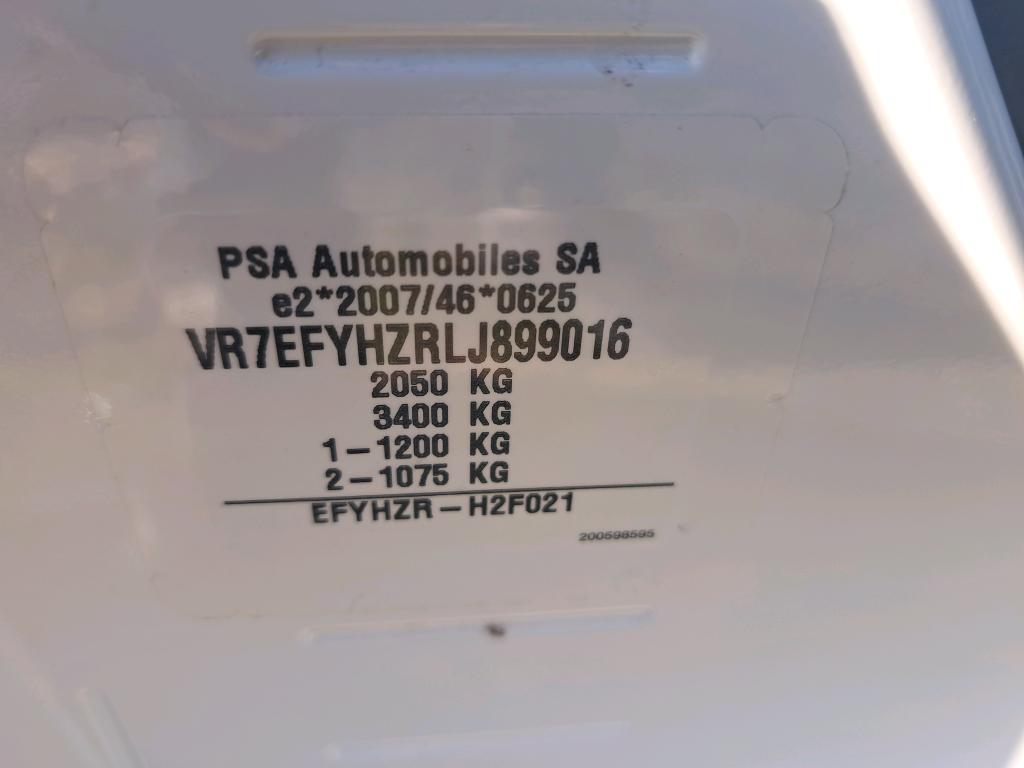 PSA Automobiles SA
e2*2007/46*0625
VR7EFYHZRLJ899016
2050 KG
3400 KG
1-1200 KG
2-1075 KG
EFYHZR-H2F021
200598595